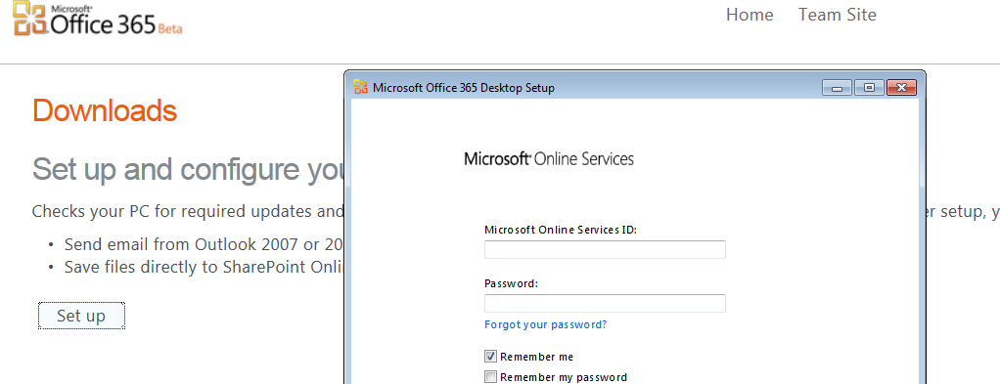 Microsoft®
Office 365 Beta
Home Team Site
Microsoft Office 365 Desktop Setup
Downloads
Microsoft® Online Services
Set up and configure
Checks your PC for required updates and
setup, y
Microsoft Online Services ID:
Send email from Outlook 2007 or 20
Save files directly to SharePoint Onli
Password:
Set up
Forgot your password?
Remember me
Remember my password